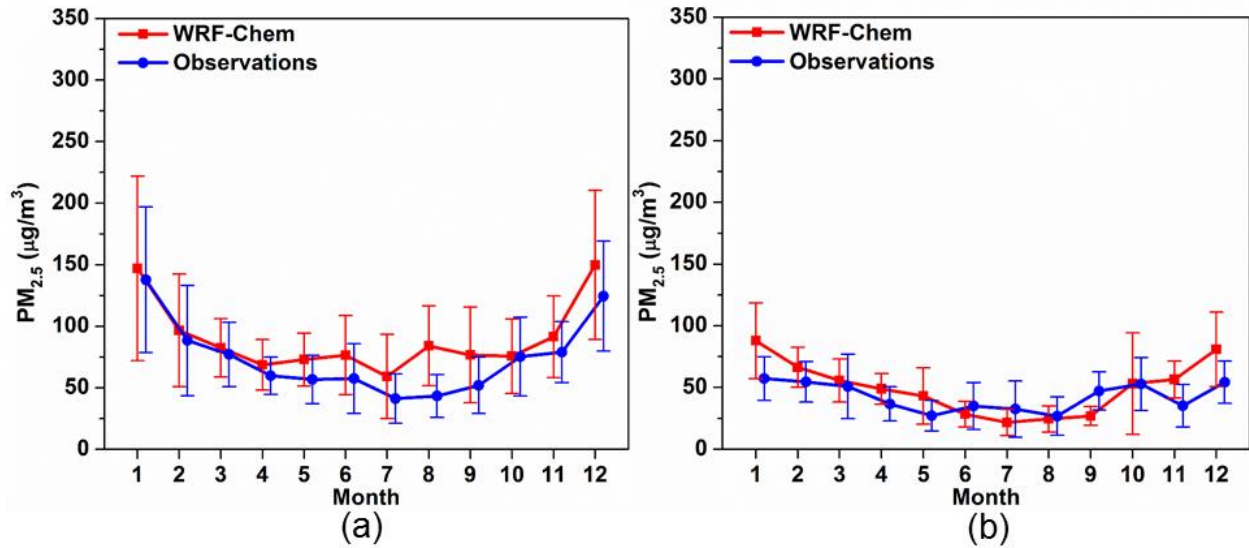 350
300
250
200
150
100
50
0
PM2.5 (μg/m3)
WRF-Chem
Observations
1 2 3 4 5 6 7 8 9 10 11 12
Month
(a)
350
300
250
200
150
100
50
0
PM2.5 (μg/m3)
WRF-Chem
Observations
1 2 3 4 5 6 7 8 9 10 11 12
Month
(b)